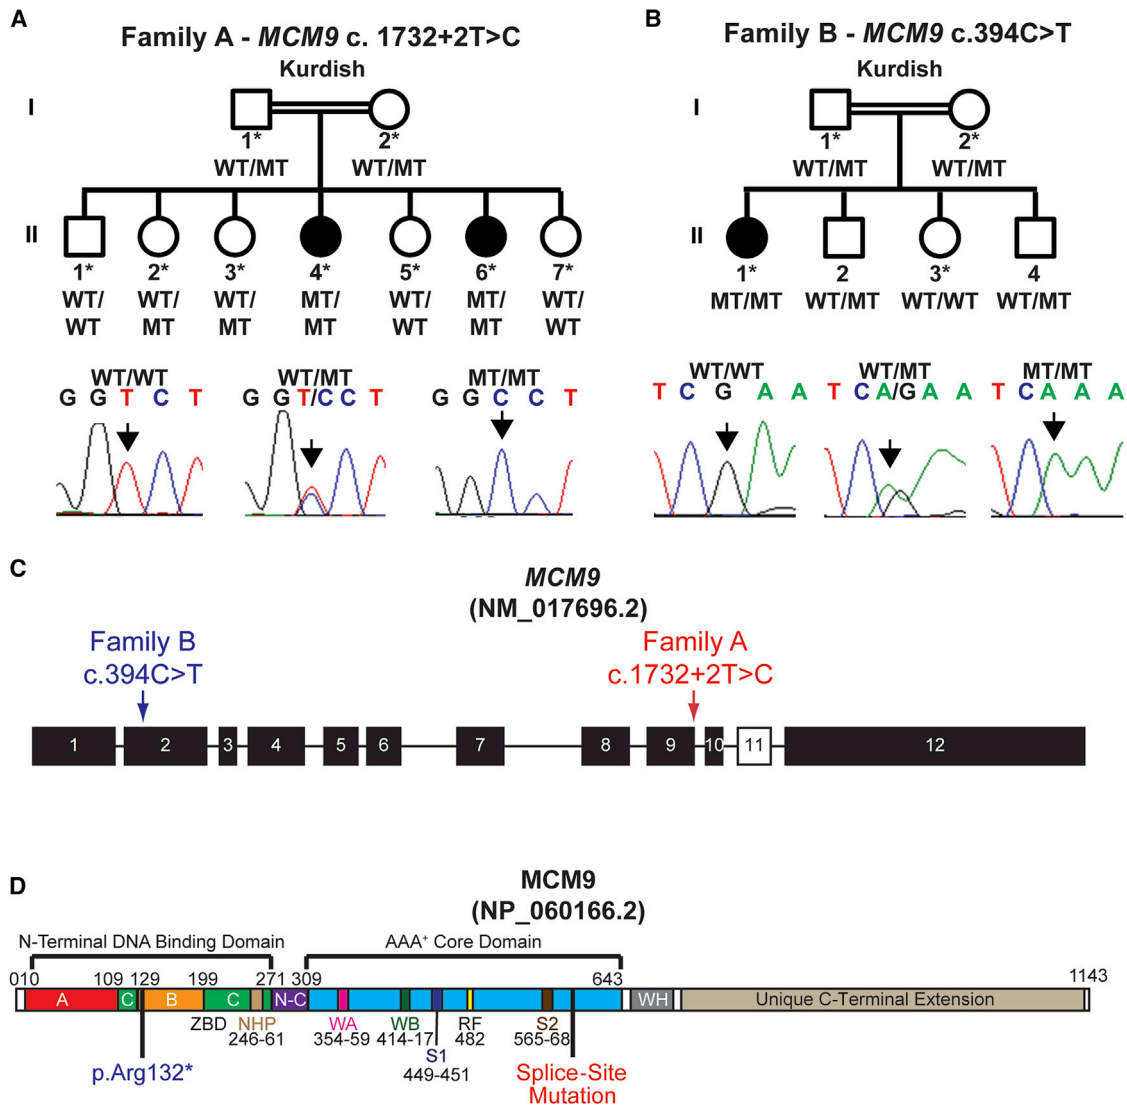 A
Family A - MCM9 c. 1732+2T>C
Kurdish
I
1* 2*
WT/MT WT/MT
II
1* 2* 3* 4* 5* 6* 7*
WT/ WT/ WT/ MT/ WT/ MT/ WT/
WT MT MT MT WT MT WT
WT/WT WT/MT MT/MT
G G T C T G G T/C C T G G C C T
B
Family B - MCM9 c.394C>T
Kurdish
I
1* 2*
WT/MT WT/MT
II
1* 2 3* 4
MT/MT WT/MT WT/WT WT/MT
WT/WT WT/MT MT/MT
T C G A A T C A/G A A T C A A A
C
MCM9
(NM_017696.2)
Family B Family A
c.394C>T c.1732+2T>C
1 2 3 4 5 6 7 8 9 10 11 12
D
MCM9
(NP_060166.2)
N-Terminal DNA Binding Domain AAA+ Core Domain
0 10 109 129 199 271 309 643 1143
A C B C N-C WH Unique C-Terminal Extension
ZBD NHP WA WB RF S2
246-61 354-59 414-17 482 565-68
S1
449-451
p.Arg132* Splice-Site
Mutation